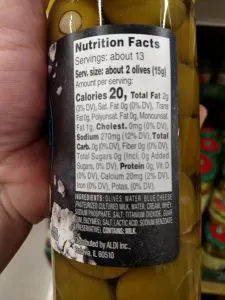 Nutrition Facts
Servings: about 13
Serv. size: about 2 olives (15g)
Amount per serving:
Calories 20, Total Fat 2g
(3% DV), Sat. Fat 0g (0% DV), Trans
Fat 0g, Polyunsat. Fat 0g, Monounsat.
Fat 1g, Cholest. 0mg (0% DV),
Sodium 270mg (12% DV), Total
Carb. 0g (0% DV), Fiber 0g (0% DV),
Total Sugars 0g (Incl. 0g Added
Sugars, 0% DV), Protein 0g, Vit. D
(0% DV), Calcium 20mg (2% DV),
Iron (0% DV), Potas. (0% DV).
INGREDIENTS: OLIVES, WATER, BLUE CHEESE
(PASTEURIZED CULTURED MILK, WATER, CREAM, WHEY,
SODIUM PHOSPHATE, SALT, TITANIUM DIOXIDE, GUAR
GUM, ENZYMES), SALT, LACTIC ACID, SODIUM BENZOATE
(PRESERVATIVE). CONTAINS: MILK.
Distributed by ALDI Inc.,
IL 60510